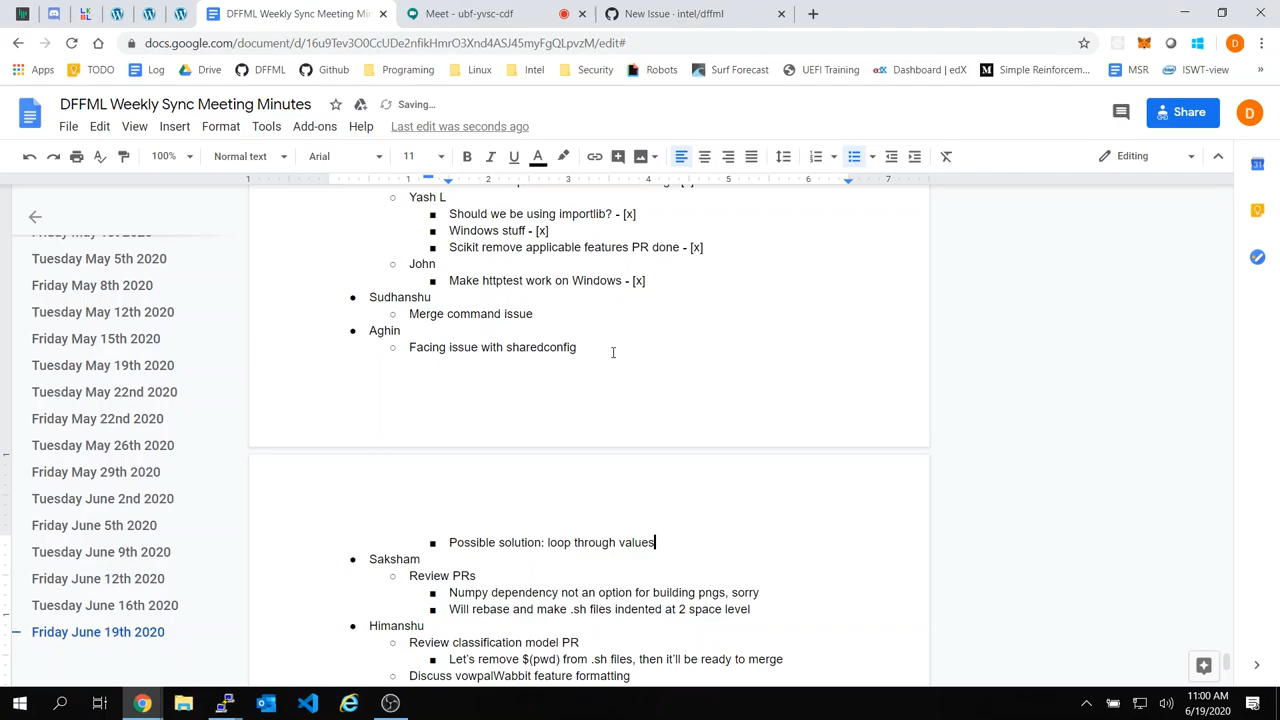 DFFML Weekly Sync Meeting Min
Meet - ubf-yvsc-cdf
New Issue · intel/dffml
docs.google.com/document/d/16u9Tev3O0CcUDe2nfikHmrO3Xnd4ASJ45myFgQLpvzM/edit#
D
Apps
TODO
Log
Drive
DFFML
Github
Programing
Linux
Intel
Security
Robots
Surf Forecast
UEFI Training
Dashboard | edX
Simple Reinforcem...
MSR
ISWT-view
DFFML Weekly Sync Meeting Minutes
Saving...
File Edit View Insert Format Tools Add-ons Help Last edit was seconds ago
Share
D
100% Normal text Arial 11 Editing
1 1 2 3 4 5 6 7
Tuesday May 5th 2020
Friday May 8th 2020
Tuesday May 12th 2020
Friday May 15th 2020
Tuesday May 19th 2020
Friday May 22nd 2020
Friday May 22nd 2020
Tuesday May 26th 2020
Friday May 29th 2020
Tuesday June 2nd 2020
Friday June 5th 2020
Tuesday June 9th 2020
Friday June 12th 2020
Tuesday June 16th 2020
Friday June 19th 2020
Yash L
Should we be using importlib? - [x]
Windows stuff - [x]
Scikit remove applicable features PR done - [x]
John
Make httptest work on Windows - [x]
Sudhanshu
Merge command issue
Aghin
Facing issue with sharedconfig
Possible solution: loop through values
Saksham
Review PRs
Numpy dependency not an option for building pngs, sorry
Will rebase and make .sh files indented at 2 space level
Himanshu
Review classification model PR
Let's remove $(pwd) from .sh files, then it'll be ready to merge
Discuss vowpalWabbit feature formatting
11:00 AM
6/19/2020